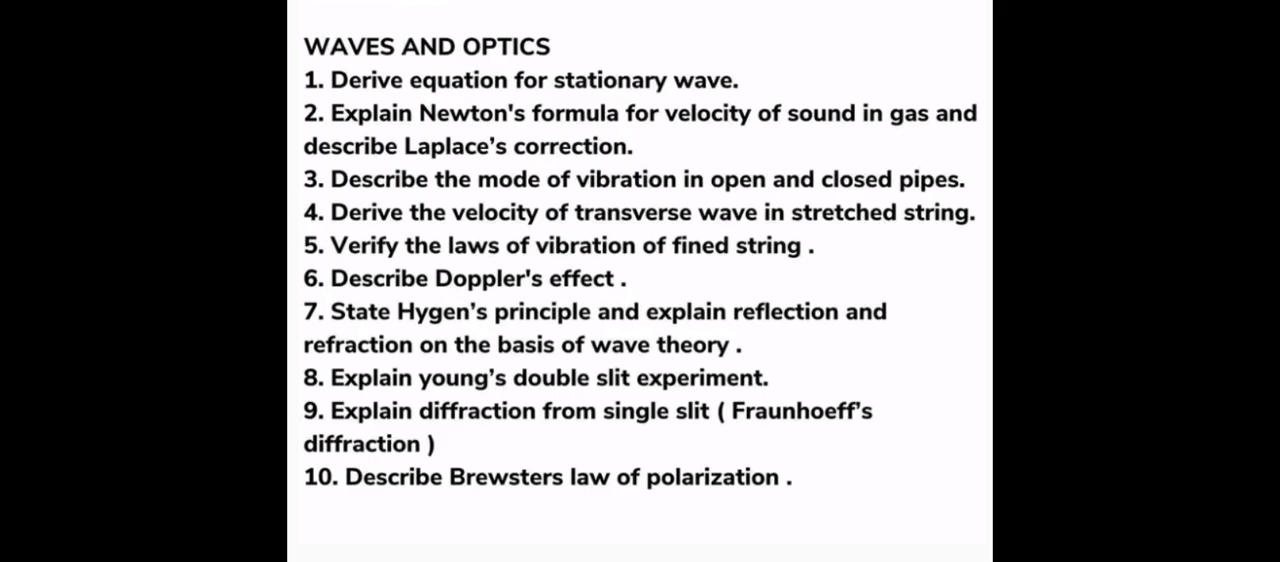 WAVES AND OPTICS
1. Derive equation for stationary wave.
2. Explain Newton's formula for velocity of sound in gas and
describe Laplace's correction.
3. Describe the mode of vibration in open and closed pipes.
4. Derive the velocity of transverse wave in stretched string.
5. Verify the laws of vibration of fined string .
6. Describe Doppler's effect .
7. State Hygen's principle and explain reflection and
refraction on the basis of wave theory .
8. Explain young's double slit experiment.
9. Explain diffraction from single slit ( Fraunhoeff's
diffraction )
10. Describe Brewsters law of polarization .